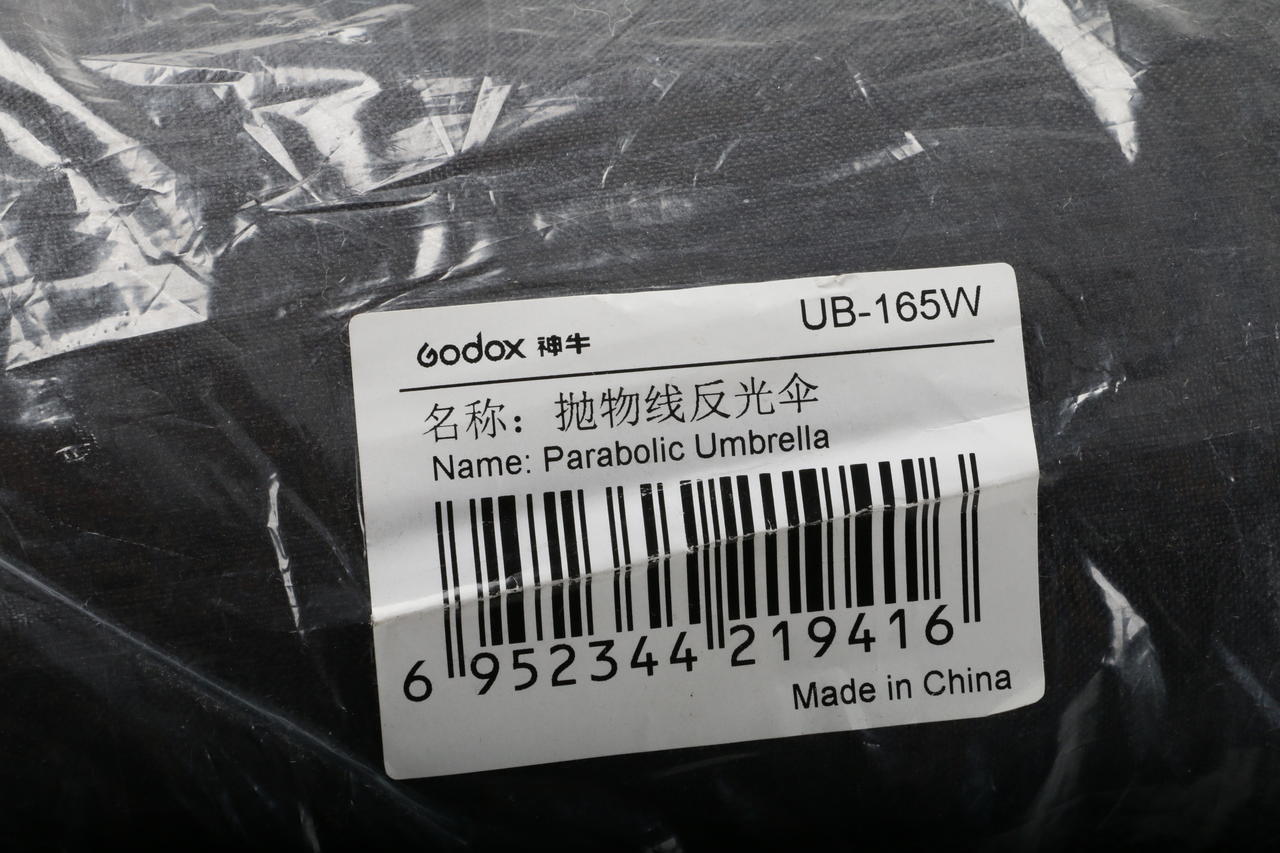 Godox 神牛 UB-165W
名称：抛物线反光伞
Name: Parabolic Umbrella
6 952344 219416
Made in China